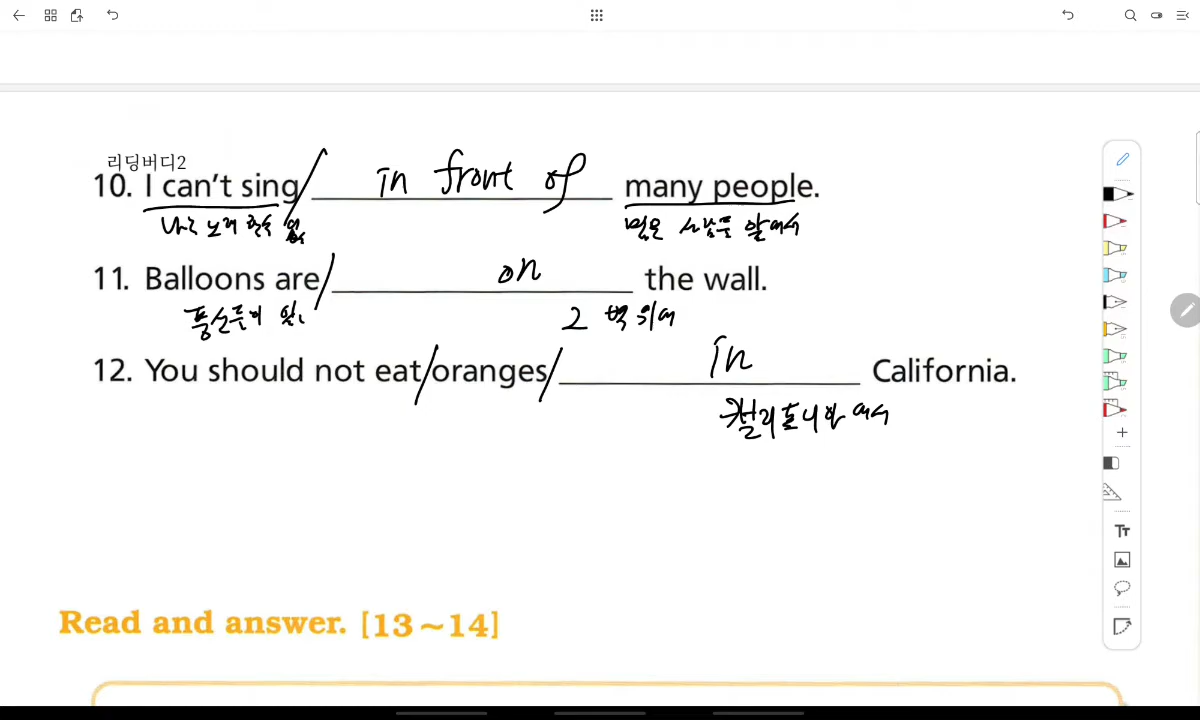 리딩버디2
10. I can't sing / in front of many people.
나는 노래 할수 없 많은 사람들 앞에서
11. Balloons are / on the wall.
풍선들이 있 그 벽 위에
12. You should not eat / oranges / in California.
캘리포니아 에서
Read and answer. [13~14]